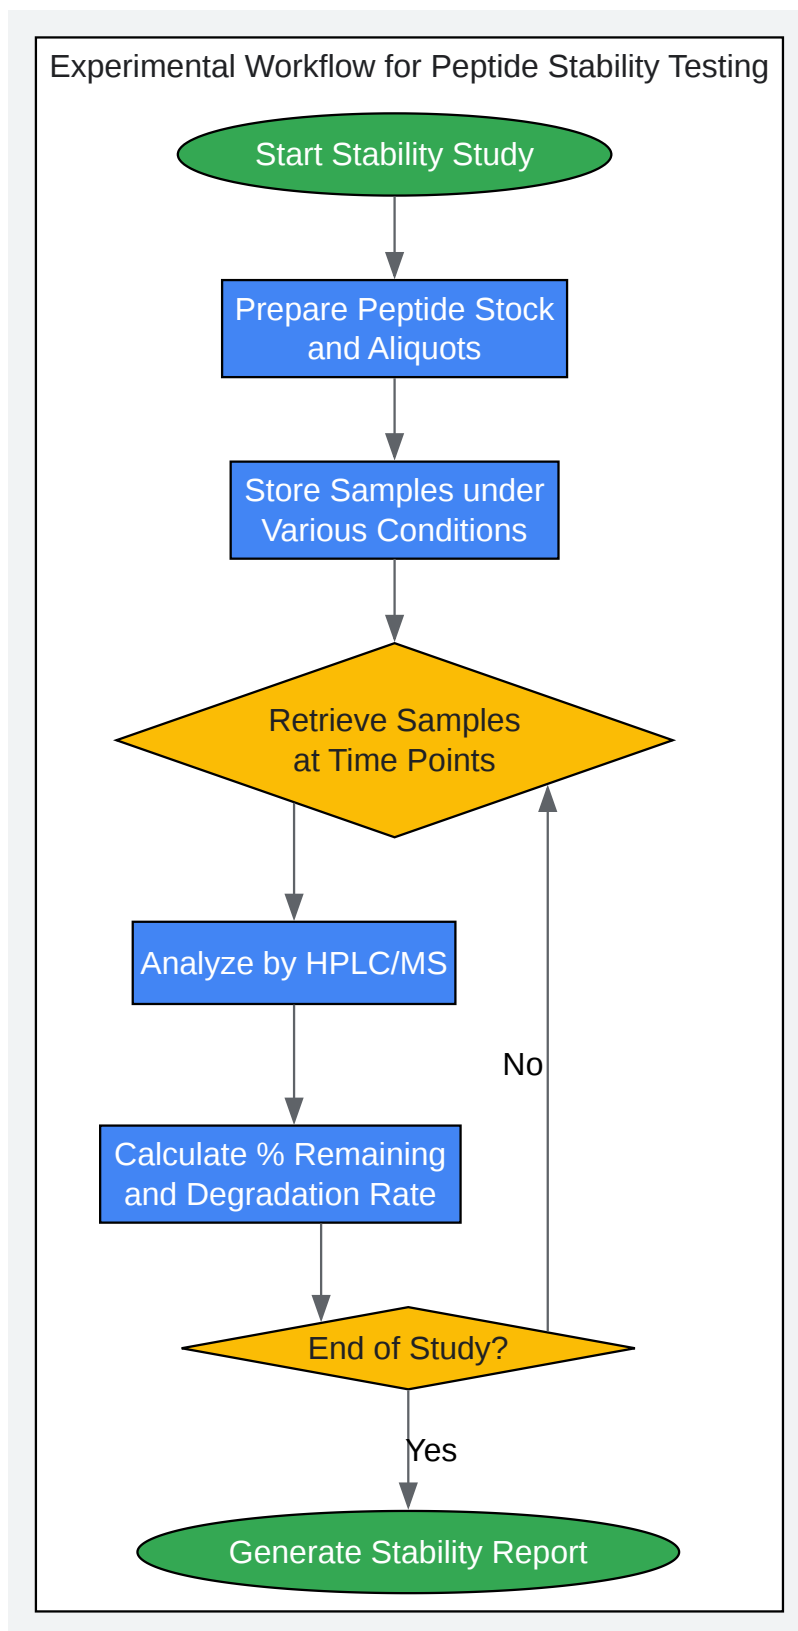 Experimental Workflow for Peptide Stability Testing
Start Stability Study
Prepare Peptide Stock
and Aliquots
Store Samples under
Various Conditions
Retrieve Samples
at Time Points
Analyze by HPLC/MS
No
Calculate % Remaining
and Degradation Rate
End of Study?
Yes
Generate Stability Report